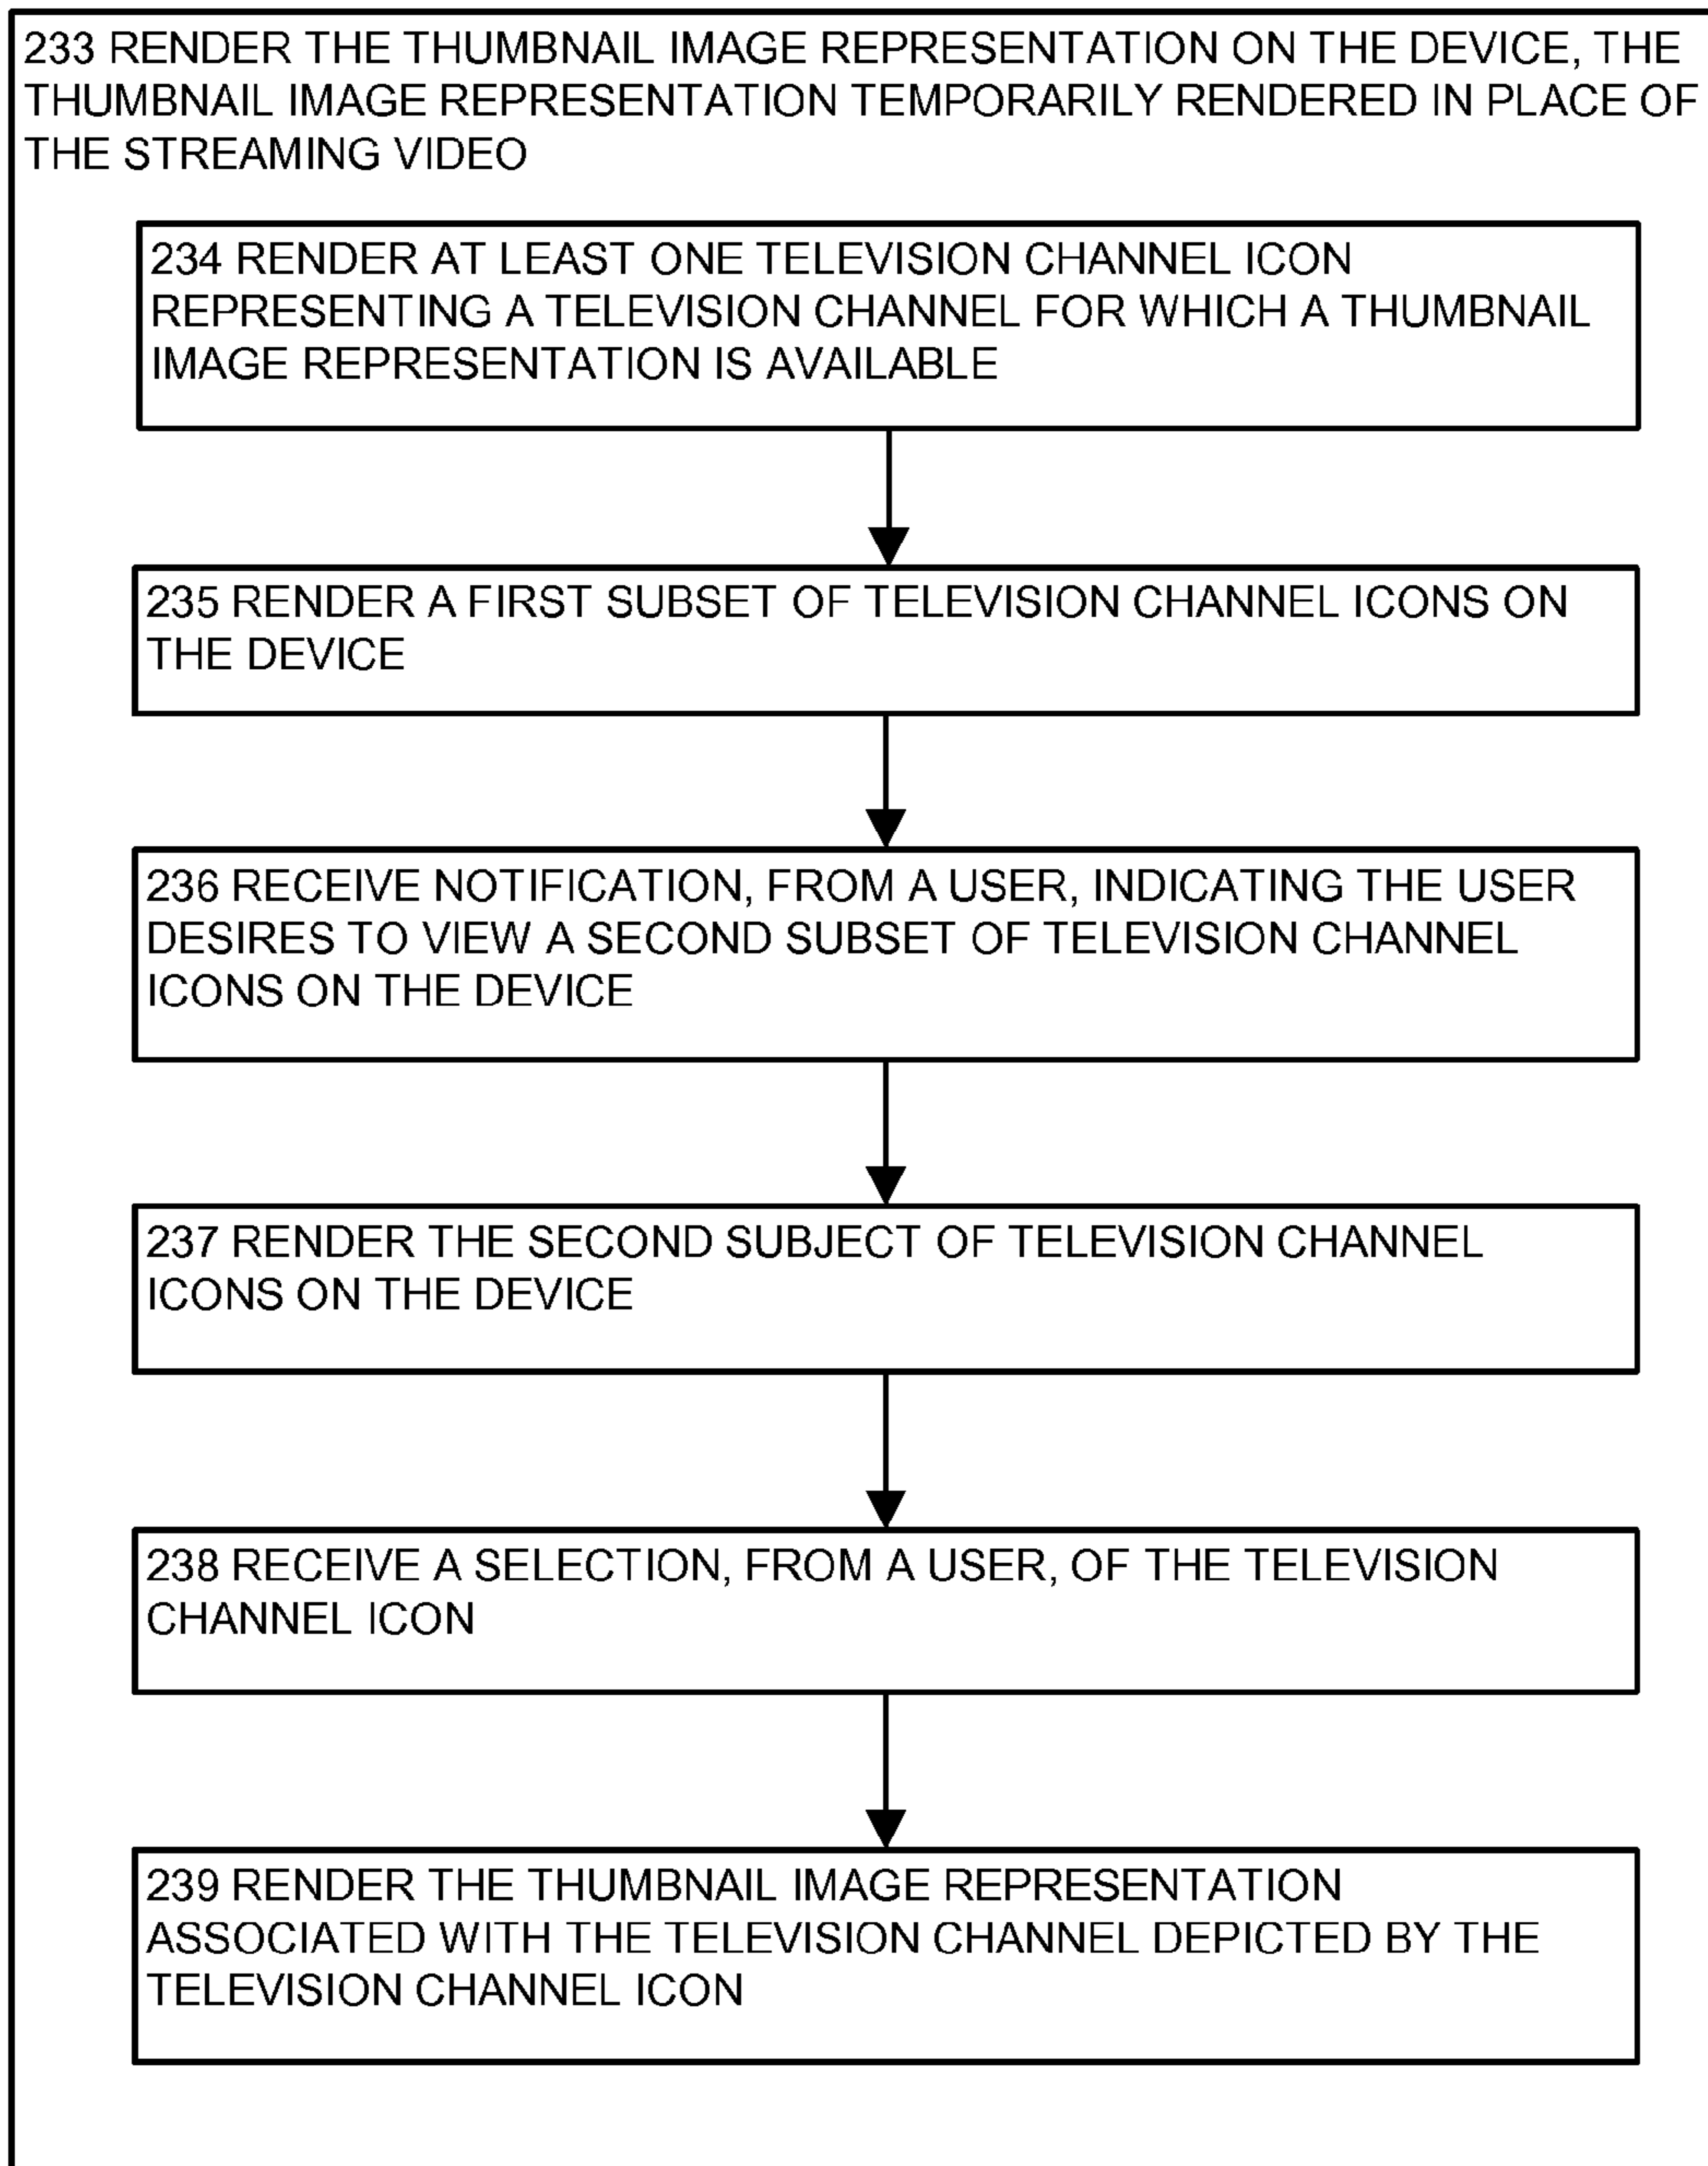 233 RENDER THE THUMBNAIL IMAGE REPRESENTATION ON THE DEVICE, THE
THUMBNAIL IMAGE REPRESENTATION TEMPORARILY RENDERED IN PLACE OF
THE STREAMING VIDEO
234 RENDER AT LEAST ONE TELEVISION CHANNEL ICON
REPRESENTING A TELEVISION CHANNEL FOR WHICH A THUMBNAIL
IMAGE REPRESENTATION IS AVAILABLE
235 RENDER A FIRST SUBSET OF TELEVISION CHANNEL ICONS ON
THE DEVICE
236 RECEIVE NOTIFICATION, FROM A USER, INDICATING THE USER
DESIRES TO VIEW A SECOND SUBSET OF TELEVISION CHANNEL
ICONS ON THE DEVICE
237 RENDER THE SECOND SUBJECT OF TELEVISION CHANNEL
ICONS ON THE DEVICE
238 RECEIVE A SELECTION, FROM A USER, OF THE TELEVISION
CHANNEL ICON
239 RENDER THE THUMBNAIL IMAGE REPRESENTATION
ASSOCIATED WITH THE TELEVISION CHANNEL DEPICTED BY THE
TELEVISION CHANNEL ICON